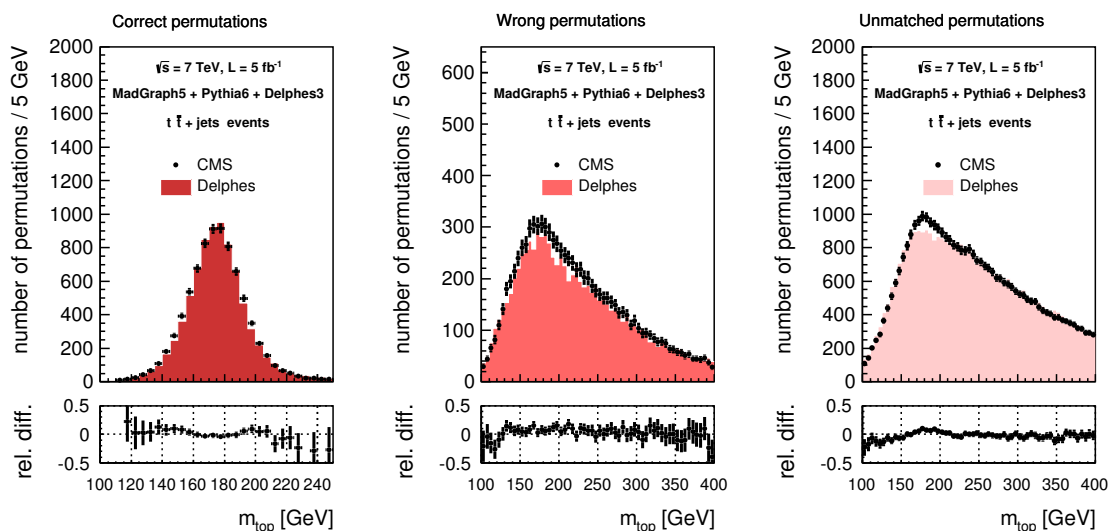 Correct permutations
number of permutations / 5 GeV
2000
1800
1600
1400
1200
1000
800
600
400
200
0
√s = 7 TeV, L = 5 fb⁻¹
MadGraph5 + Pythia6 + Delphes3
t t̄ + jets events
CMS
Delphes
rel. diff.
0.5
0
-0.5
100 120 140 160 180 200 220 240
m_top [GeV]
Wrong permutations
number of permutations / 5 GeV
600
500
400
300
200
100
0
√s = 7 TeV, L = 5 fb⁻¹
MadGraph5 + Pythia6 + Delphes3
t t̄ + jets events
CMS
Delphes
rel. diff.
0.5
0
-0.5
100 150 200 250 300 350 400
m_top [GeV]
Unmatched permutations
number of permutations / 5 GeV
2000
1800
1600
1400
1200
1000
800
600
400
200
0
√s = 7 TeV, L = 5 fb⁻¹
MadGraph5 + Pythia6 + Delphes3
t t̄ + jets events
CMS
Delphes
rel. diff.
0.5
0
-0.5
100 150 200 250 300 350 400
m_top [GeV]